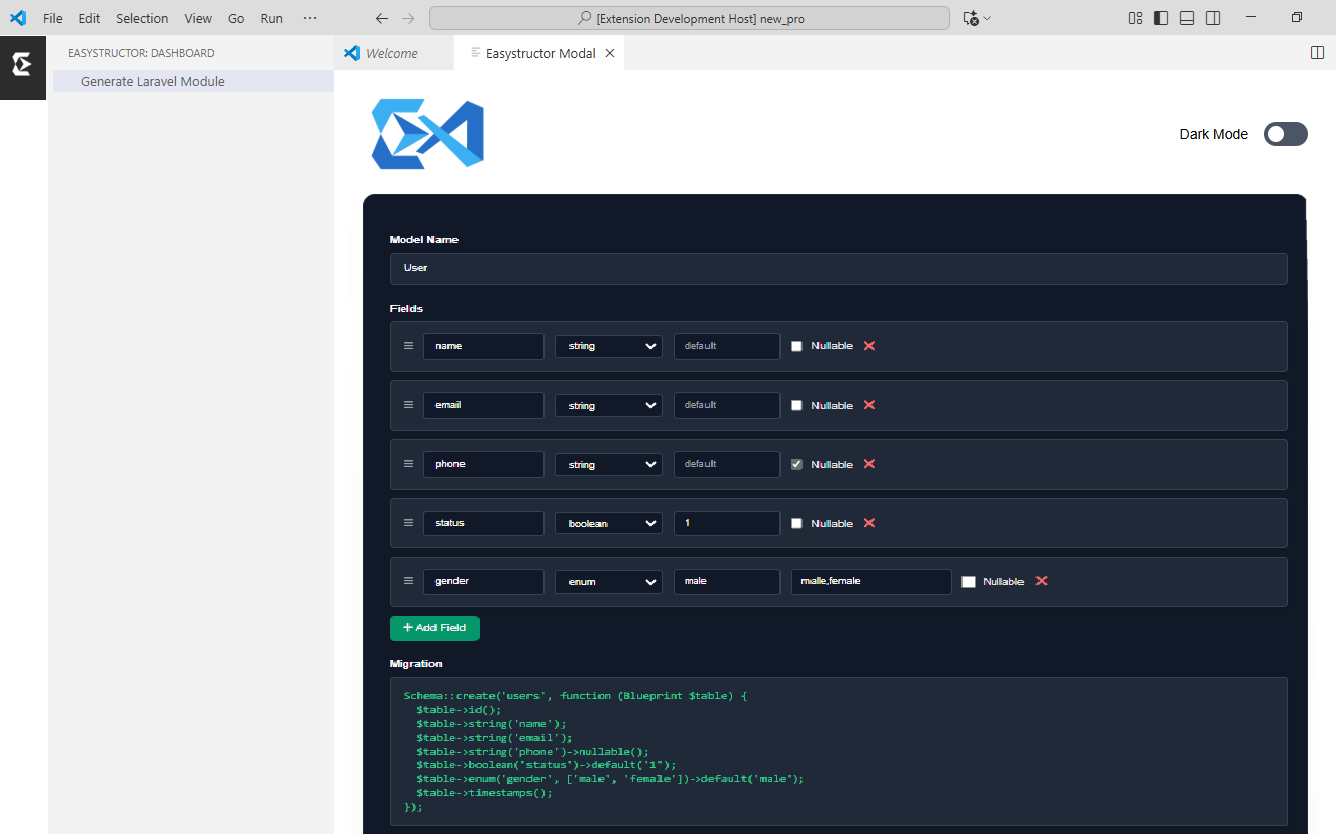 File Edit Selection View Go Run ··· [Extension Development Host] new_pro
EASYSTRUCTOR: DASHBOARD
Generate Laravel Module
Welcome Easystructor Modal
Dark Mode
Model Name
User
Fields
name string default Nullable
email string default Nullable
phone string default Nullable
status boolean 1 Nullable
gender enum male malle,female Nullable
+ Add Field
Migration
Schema::create('users", function (Blueprint $table) {
$table->id();
$table->string('name');
$table->string('email');
$table->string('phone')->nullable();
$table->boolean("status")->default('1");
$table->enum('gender', ['male", 'female'])->default('male");
$table->timestamps();
});